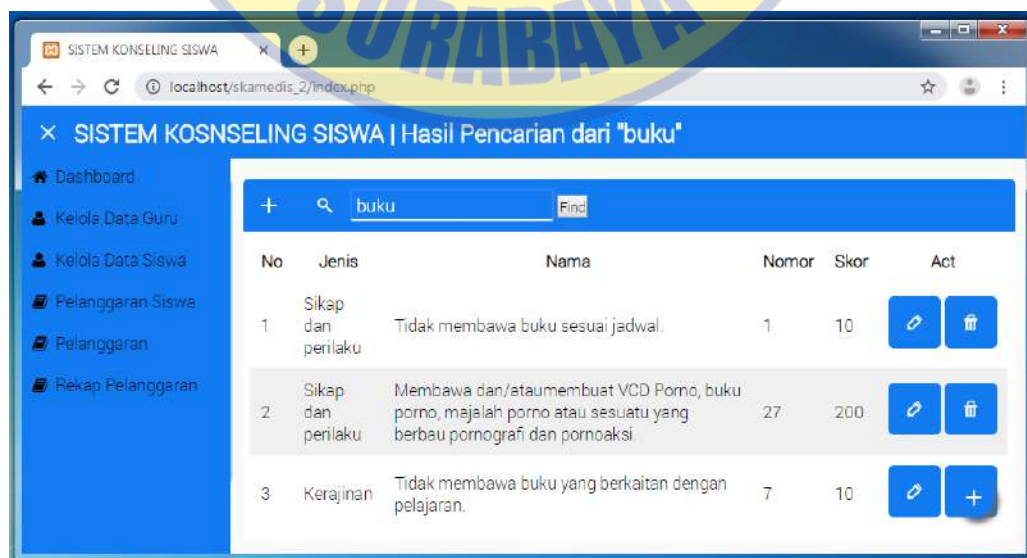 SURABAYA
SISTEM KONSELING SISWA
localhost/skamedis_2/index.php
SISTEM KOSNSELING SISWA | Hasil Pencarian dari "buku"
Dashboard
Kelola Data Guru
Kelola Data Siswa
Pelanggaran Siswa
Pelanggaran
Rekap Pelanggaran
buku Find
No Jenis Nama Nomor Skor Act
1 Sikap dan perilaku Tidak membawa buku sesuai jadwal. 1 10
2 Sikap dan perilaku Membawa dan/ataumembuat VCD Porno, buku
porno, majalah porno atau sesuatu yang
berbau pornografi dan pornoaksi. 27 200
3 Kerajinan Tidak membawa buku yang berkaitan dengan
pelajaran. 7 10